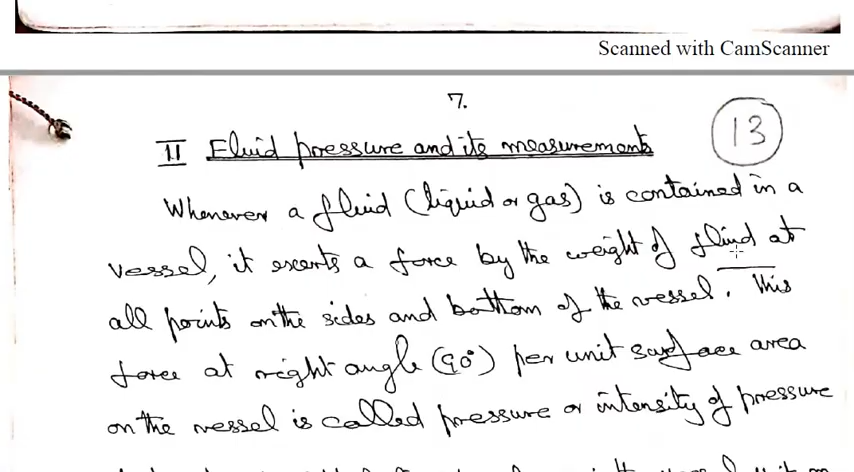 Scanned with CamScanner
7.
13
II Fluid pressure and its measurements
Whenever a fluid (liquid or gas) is contained in a
vessel, it exerts a force by the weight of fluid at
all points on the sides and bottom of the vessel. This
force at right angle (90°) per unit surface area
on the vessel is called pressure or intensity of pressure